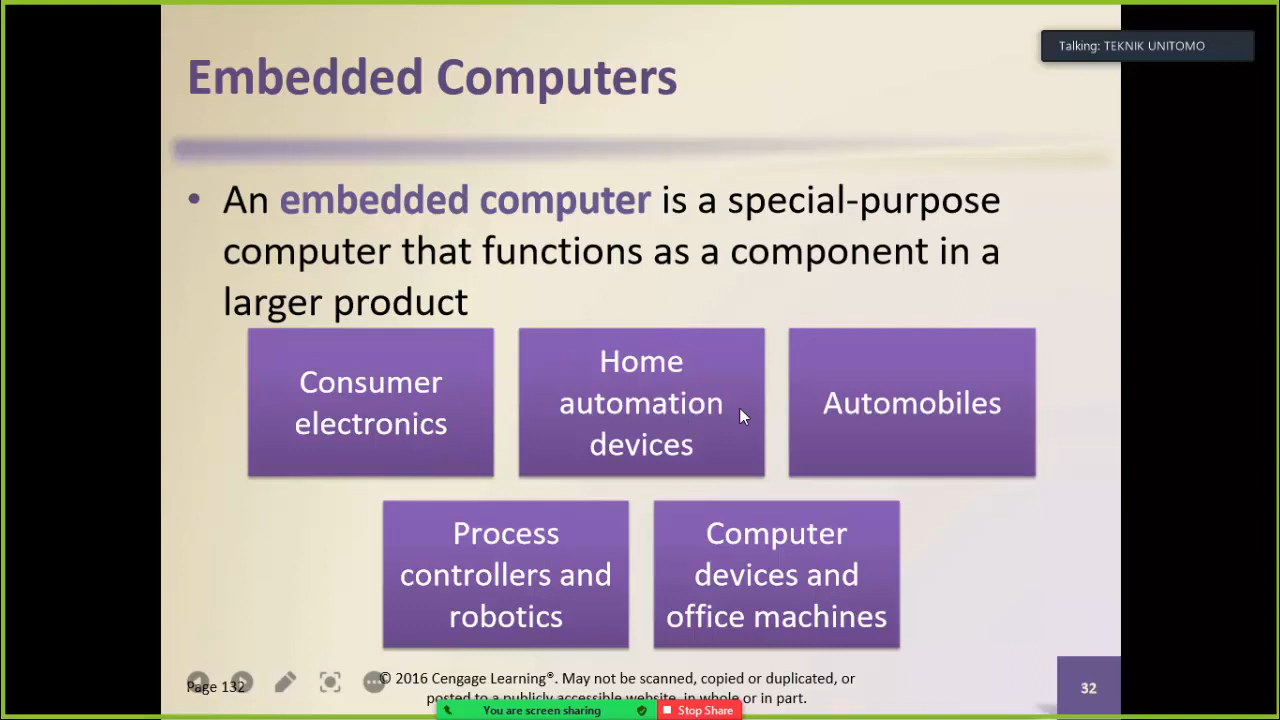 Talking: TEKNIK UNITOMO
Embedded Computers
• An embedded computer is a special-purpose
computer that functions as a component in a
larger product
Consumer
electronics
Home
automation
devices
Automobiles
Process
controllers and
robotics
Computer
devices and
office machines
Page 132
© 2016 Cengage Learning®. May not be scanned, copied or duplicated, or
posted to a publicly accessible website, in whole or in part.
32
You are screen sharing
Stop Share